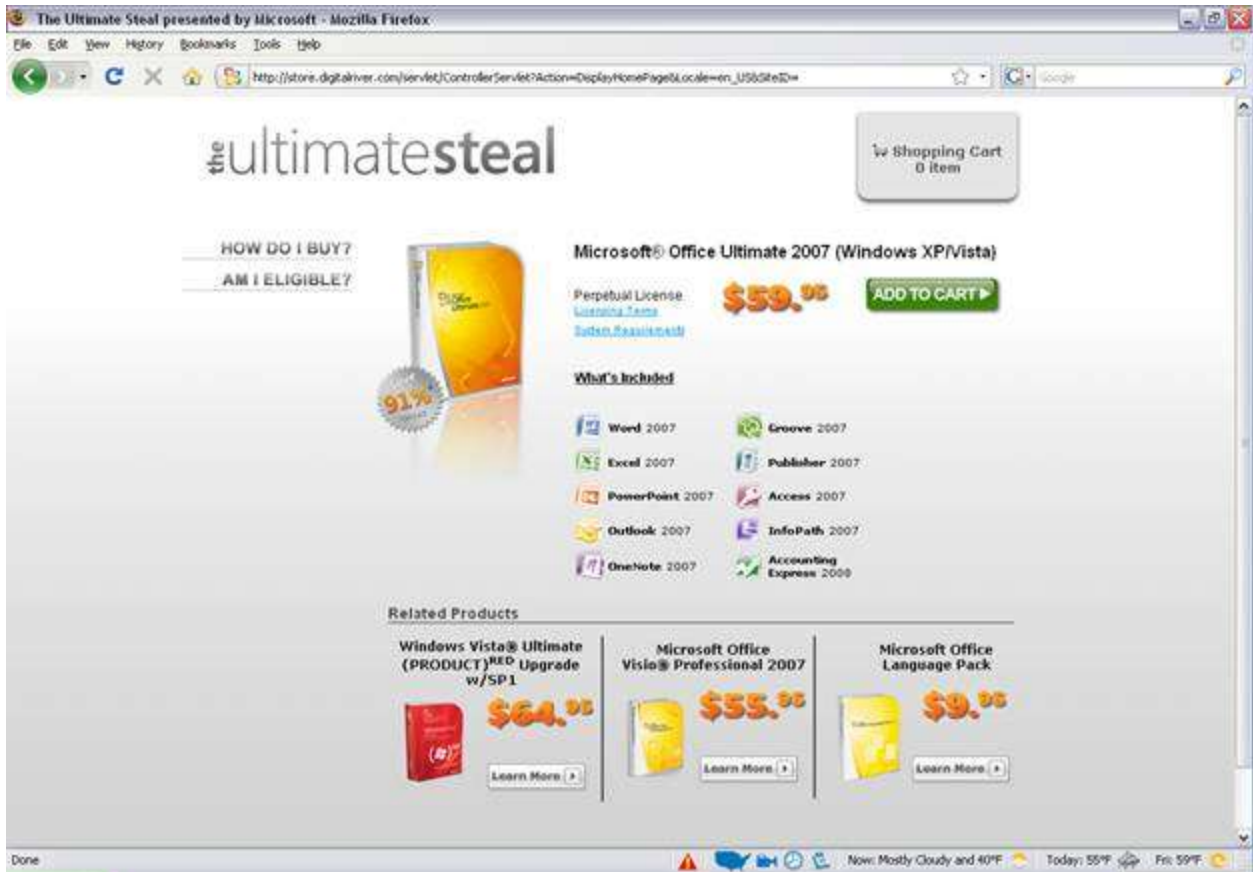 The Ultimate Steal presented by Microsoft - Mozilla Firefox
File Edit View History Bookmarks Tools Help
http://store.digitalriver.com/servlet/ControllerServlet?Action=DisplayHomePage&Locale=en_US&SiteID=
Google
the ultimatesteal
Shopping Cart
0 item
HOW DO I BUY?
AM I ELIGIBLE?
Microsoft® Office Ultimate 2007 (Windows XP/Vista)
Perpetual License
$59.95
ADD TO CART
Licensing Terms
System Requirements
91%
What's Included
Word 2007
Groove 2007
Excel 2007
Publisher 2007
PowerPoint 2007
Access 2007
Outlook 2007
InfoPath 2007
OneNote 2007
Accounting
Express 2008
Related Products
Windows Vista® Ultimate
(PRODUCT)RED Upgrade
w/SP1
$64.95
Learn More
Microsoft Office
Visio® Professional 2007
$55.95
Learn More
Microsoft Office
Language Pack
$9.95
Learn More
Done
Now: Mostly Cloudy and 40°F
Today: 55°F
Fri: 59°F